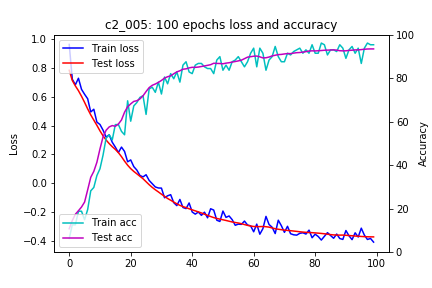 c2_005: 100 epochs loss and accuracy
Train loss
Test loss
Train acc
Test acc
Loss
Accuracy
1.0
0.8
0.6
0.4
0.2
0.0
−0.2
−0.4
100
80
60
40
20
0
0
20
40
60
80
100